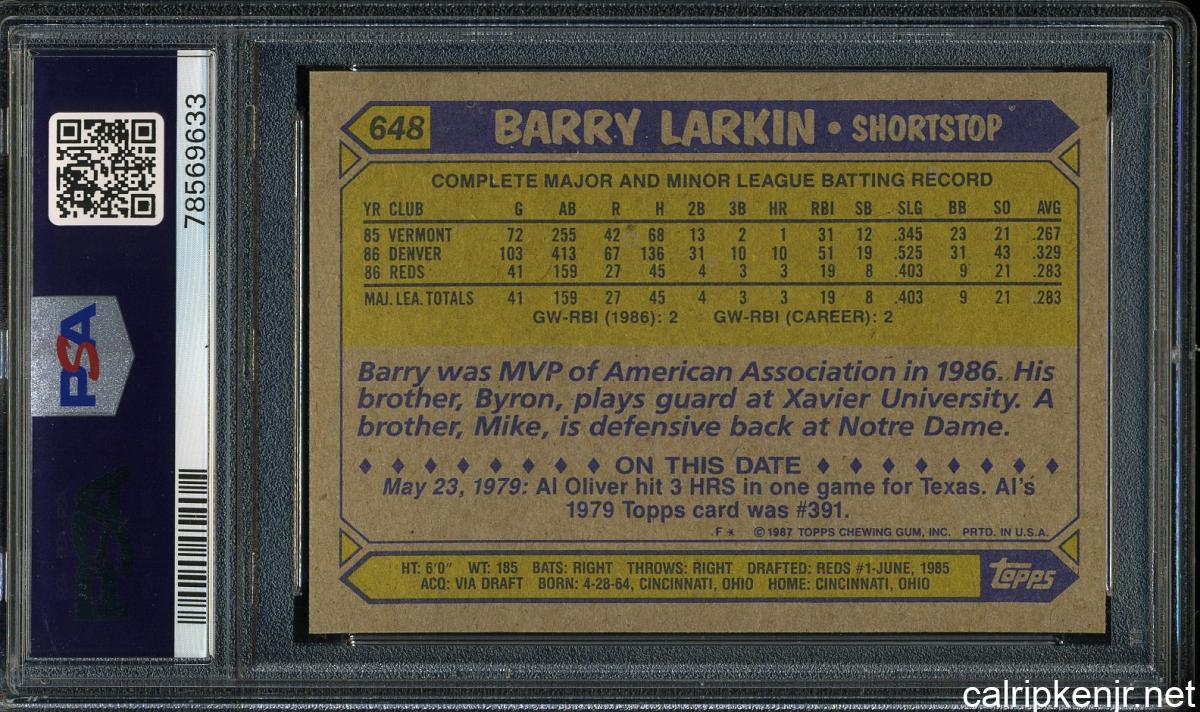 78569633
PSA
648
BARRY LARKIN • SHORTSTOP
COMPLETE MAJOR AND MINOR LEAGUE BATTING RECORD
YR CLUB G AB R H 2B 3B HR RBI SB SLG BB SO AVG
85 VERMONT 72 255 42 68 13 2 1 31 12 .345 23 21 .267
86 DENVER 103 413 67 136 31 10 10 51 19 .525 31 43 .329
86 REDS 41 159 27 45 4 3 3 19 8 .403 9 21 .283
MAJ. LEA. TOTALS 41 159 27 45 4 3 3 19 8 .403 9 21 .283
GW-RBI (1986): 2 GW-RBI (CAREER): 2
Barry was MVP of American Association in 1986. His
brother, Byron, plays guard at Xavier University. A
brother, Mike, is defensive back at Notre Dame.
♦ ♦ ♦ ♦ ♦ ♦ ♦ ♦ ON THIS DATE ♦ ♦ ♦ ♦ ♦ ♦ ♦ ♦
May 23, 1979: Al Oliver hit 3 HRS in one game for Texas. Al's
1979 Topps card was #391.
F * © 1987 TOPPS CHEWING GUM, INC. PRTD. IN U.S.A.
HT: 6'0" WT: 185 BATS: RIGHT THROWS: RIGHT DRAFTED: REDS #1-JUNE, 1985
ACQ: VIA DRAFT BORN: 4-28-64, CINCINNATI, OHIO HOME: CINCINNATI, OHIO
Topps
PSA
calripkenjr.net